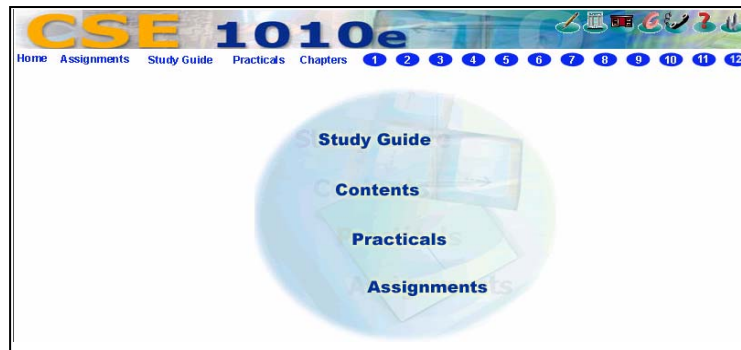 CSE 1010e
Home Assignments Study Guide Practicals Chapters 1 2 3 4 5 6 7 8 9 10 11 12
Study Guide
Contents
Practicals
Assignments